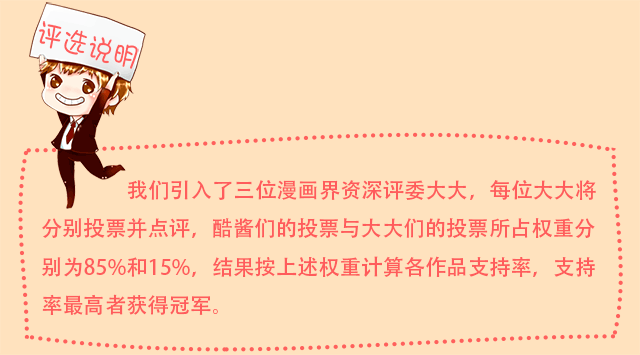 评选说明
我们引入了三位漫画界资深评委大大，每位大大将
分别投票并点评，酷酱们的投票与大大们的投票所占权重分
别为85%和15%，结果按上述权重计算各作品支持率，支持
率最高者获得冠军。